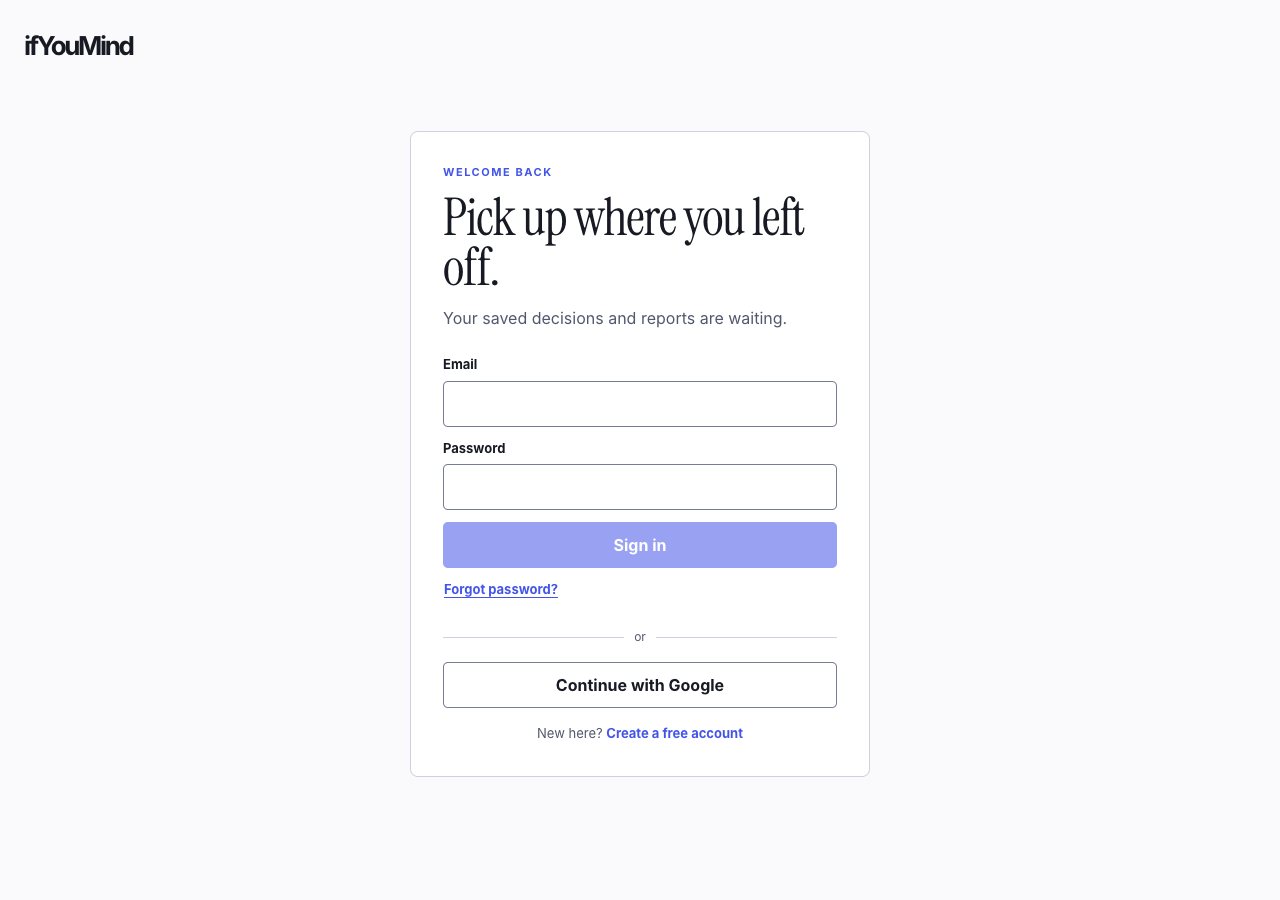 ifYouMind
WELCOME BACK
Pick up where you left
off.
Your saved decisions and reports are waiting.
Email
Password
Sign in
Forgot password?
or
Continue with Google
New here? Create a free account